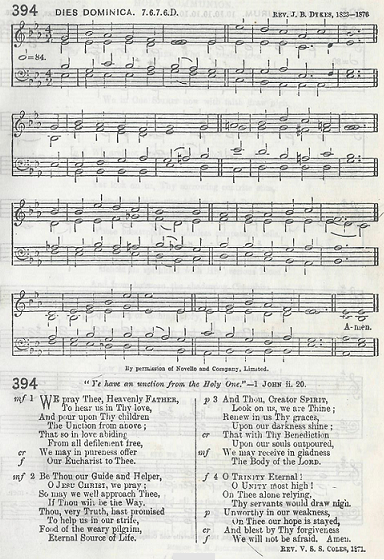 394 DIES DOMINICA. 7.6.7.6.D. REV. J. B. DYKES, 1823—1876
=84.
A-men.
By permission of Novello and Company, Limited.
394 "Ye have an unction from the Holy One."—1 JOHN ii. 20.
mf 1 WE pray Thee, Heavenly FATHER,
To hear us in Thy love,
And pour upon Thy children
The Unction from above;
That so in love abiding
From all defilement free,
cr We may in pureness offer
f Our Eucharist to Thee.
mf 2 Be Thou our Guide and Helper,
O JESU CHRIST, we pray;
So may we well approach Thee,
If Thou wilt be the Way.
Thou, very Truth, hast promised
To help us in our strife,
Food of the weary pilgrim,
Eternal Source of Life.
p 3 And Thou, Creator SPIRIT,
Look on us, we are Thine;
Renew in us Thy graces,
Upon our darkness shine;
cr That with Thy Benediction
Upon our souls outpoured,
mf We may receive in gladness
The Body of the LORD.
f 4 O TRINITY Eternal!
O UNITY most high!
On Thee alone relying,
Thy servants would draw nigh.
p Unworthy in our weakness,
On Thee our hope is stayed,
cr And blest by Thy forgiveness
f We will not be afraid. Amen.
REV. V. S. S. COLES, 1871.